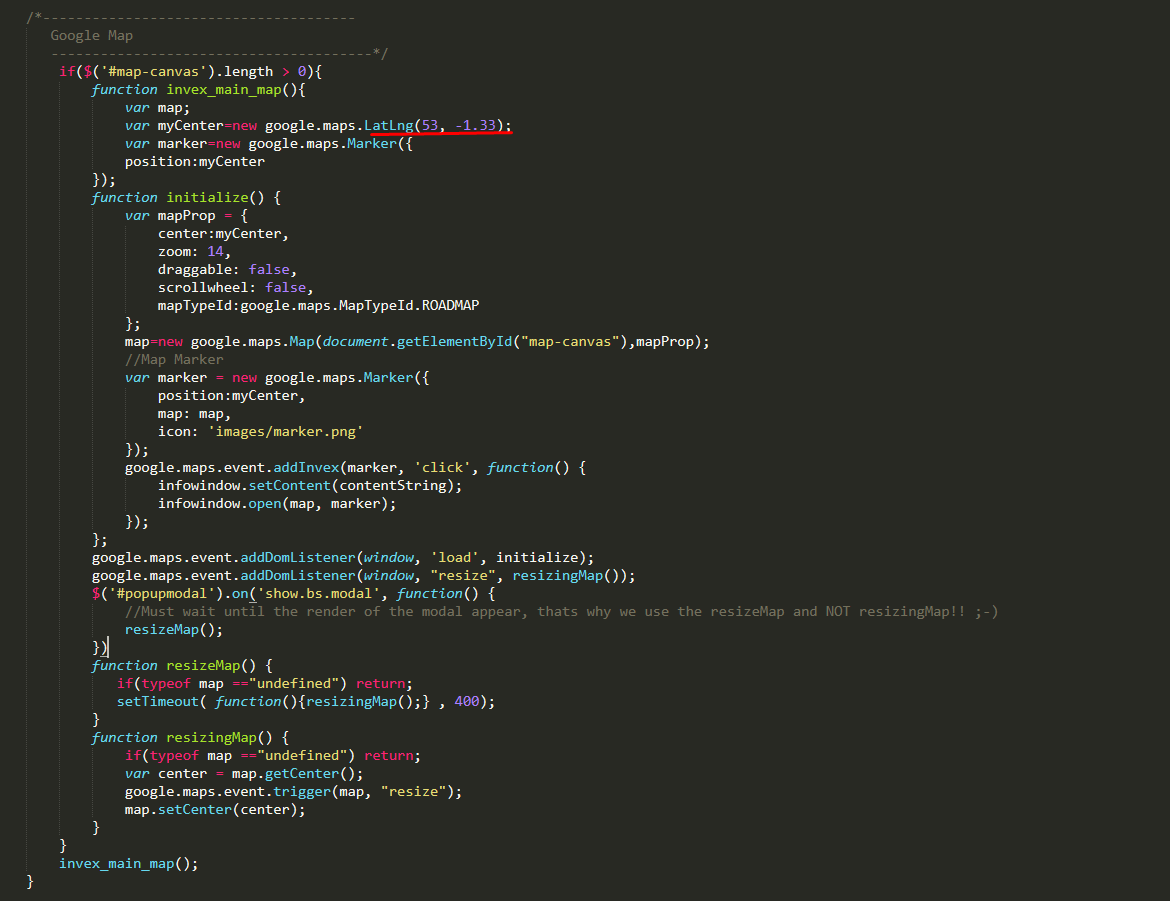 /*--------------------------------------
Google Map
---------------------------------------*/
if($('#map-canvas').length > 0){
function invex_main_map(){
var map;
var myCenter=new google.maps.LatLng(53, -1.33);
var marker=new google.maps.Marker({
position:myCenter
});
function initialize() {
var mapProp = {
center:myCenter,
zoom: 14,
draggable: false,
scrollwheel: false,
mapTypeId:google.maps.MapTypeId.ROADMAP
};
map=new google.maps.Map(document.getElementById("map-canvas"),mapProp);
//Map Marker
var marker = new google.maps.Marker({
position:myCenter,
map: map,
icon: 'images/marker.png'
});
google.maps.event.addInvex(marker, 'click', function() {
infowindow.setContent(contentString);
infowindow.open(map, marker);
});
};
google.maps.event.addDomListener(window, 'load', initialize);
google.maps.event.addDomListener(window, "resize", resizingMap());
$('#popupmodal').on('show.bs.modal', function() {
//Must wait until the render of the modal appear, thats why we use the resizeMap and NOT resizingMap!! ;-)
resizeMap();
})
function resizeMap() {
if(typeof map =="undefined") return;
setTimeout( function(){resizingMap();} , 400);
}
function resizingMap() {
if(typeof map =="undefined") return;
var center = map.getCenter();
google.maps.event.trigger(map, "resize");
map.setCenter(center);
}
}
invex_main_map();
}